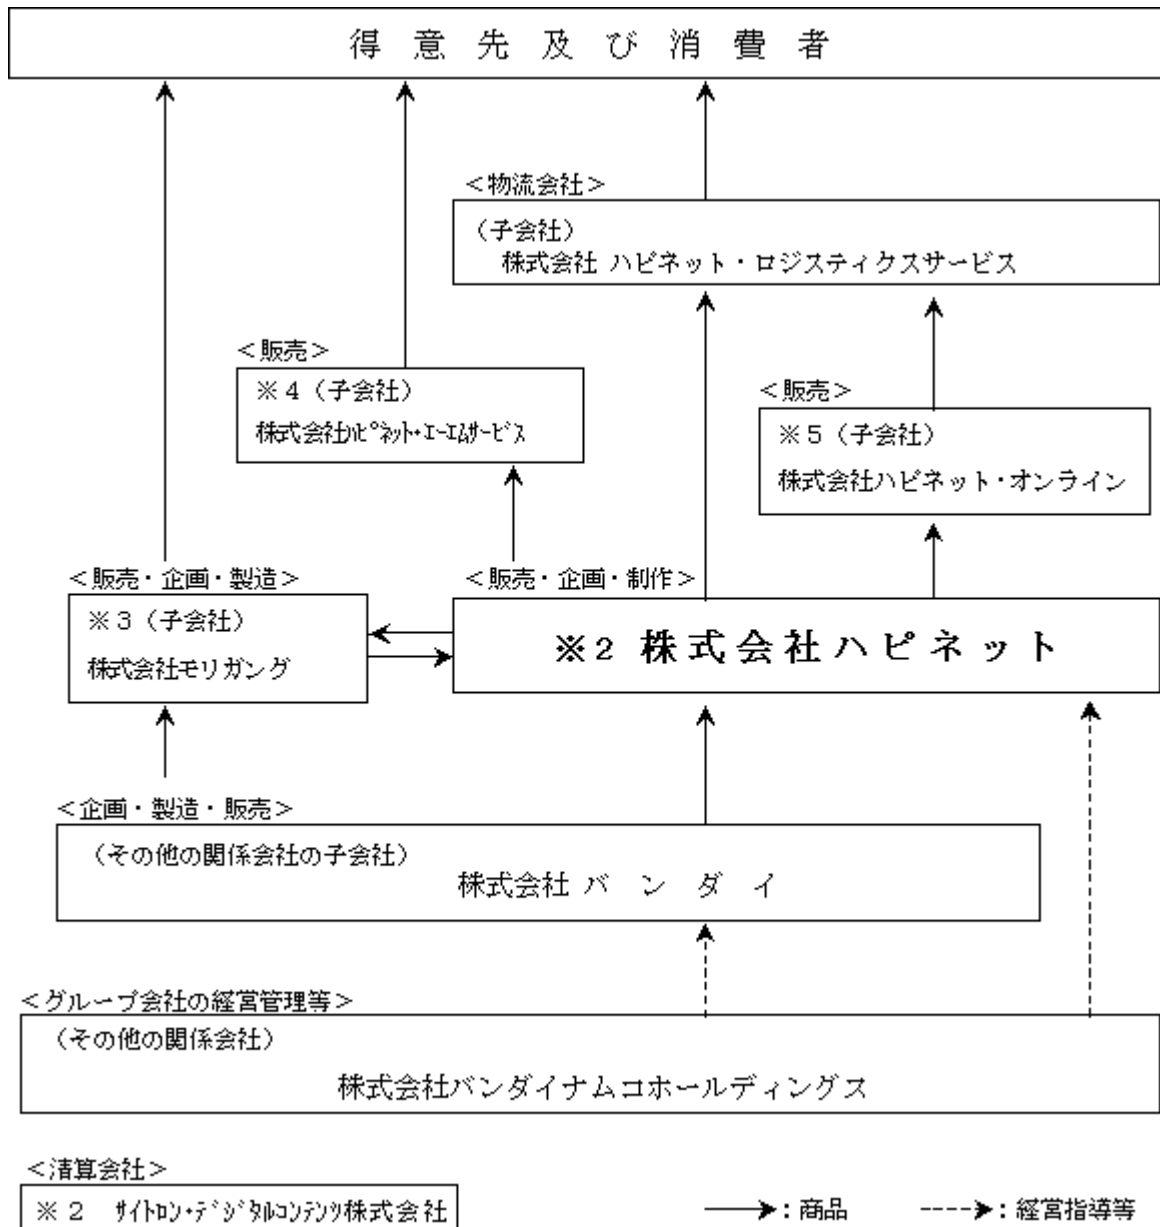 得意先及び消費者
＜物流会社＞
（子会社）
株式会社 ハピネット・ロジスティクスサービス
＜販売＞
※４（子会社）
株式会社ﾊﾋﾟﾈｯﾄ・ｴｰｴﾑｻｰﾋﾞｽ
＜販売＞
※５（子会社）
株式会社ハピネット・オンライン
＜販売・企画・製造＞
※３（子会社）
株式会社モリガング
＜販売・企画・制作＞
※2 株式会社ハピネット
＜企画・製造・販売＞
（その他の関係会社の子会社）
株式会社 バ ン ダ イ
＜グループ会社の経営管理等＞
（その他の関係会社）
株式会社バンダイナムコホールディングス
＜清算会社＞
※２ ｻｲﾄﾛﾝ・ﾃﾞｼﾞﾀﾙｺﾝﾃﾝﾂ株式会社
：商品
：経営指導等